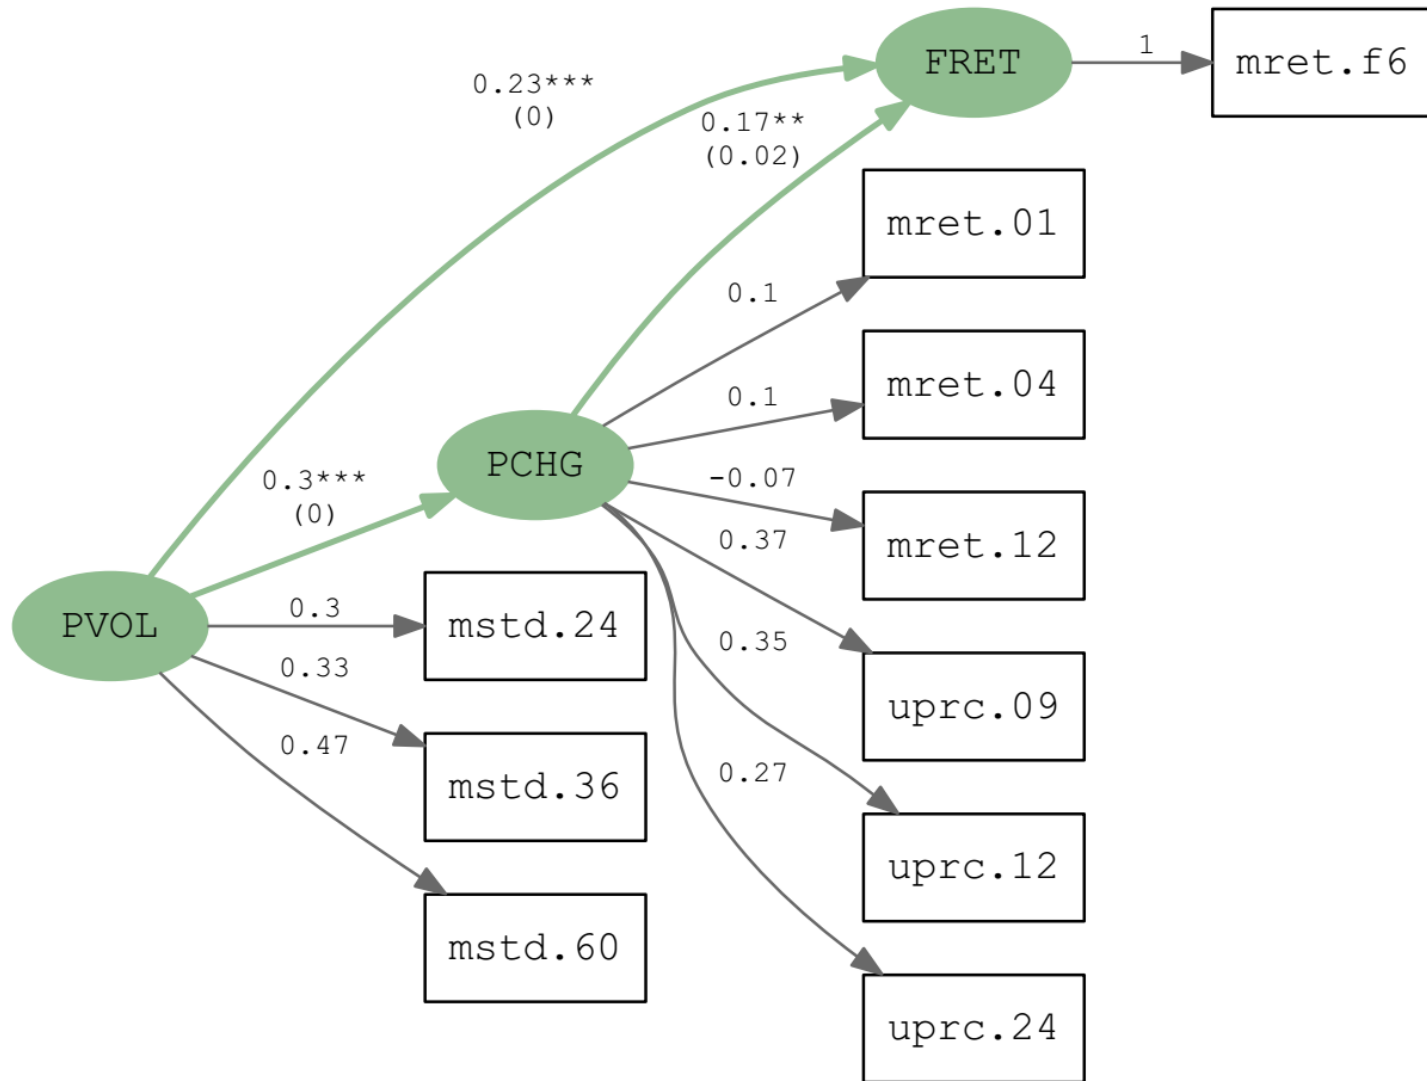 FRET
1
mret.f6
0.23***
(0)
0.17**
(0.02)
mret.01
0.1
mret.04
0.1
PCHG
-0.07
mret.12
0.3***
(0)
0.37
PVOL
0.3
mstd.24
0.35
uprc.09
0.33
mstd.36
0.47
0.27
uprc.12
mstd.60
uprc.24